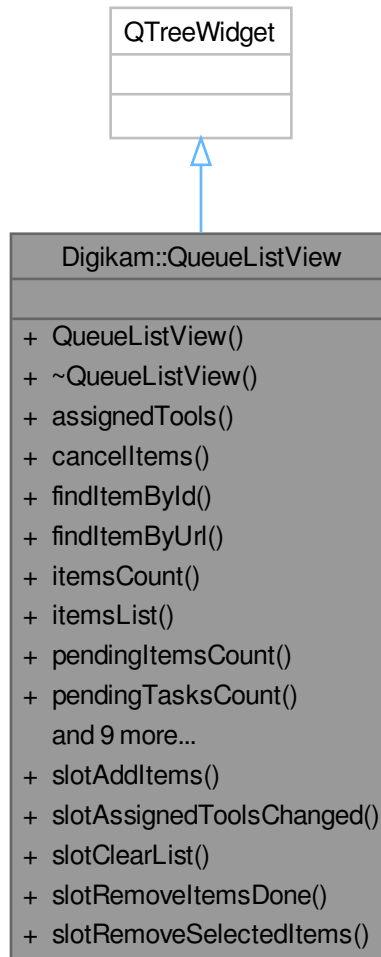 QTreeWidget
Digikam::QueueListView
+ QueueListView()
+ ~QueueListView()
+ assignedTools()
+ cancelItems()
+ findItemById()
+ findItemByUrl()
+ itemsCount()
+ itemsList()
+ pendingItemsCount()
+ pendingTasksCount()
and 9 more...
+ slotAddItems()
+ slotAssignedToolsChanged()
+ slotClearList()
+ slotRemoveItemsDone()
+ slotRemoveSelectedItems()